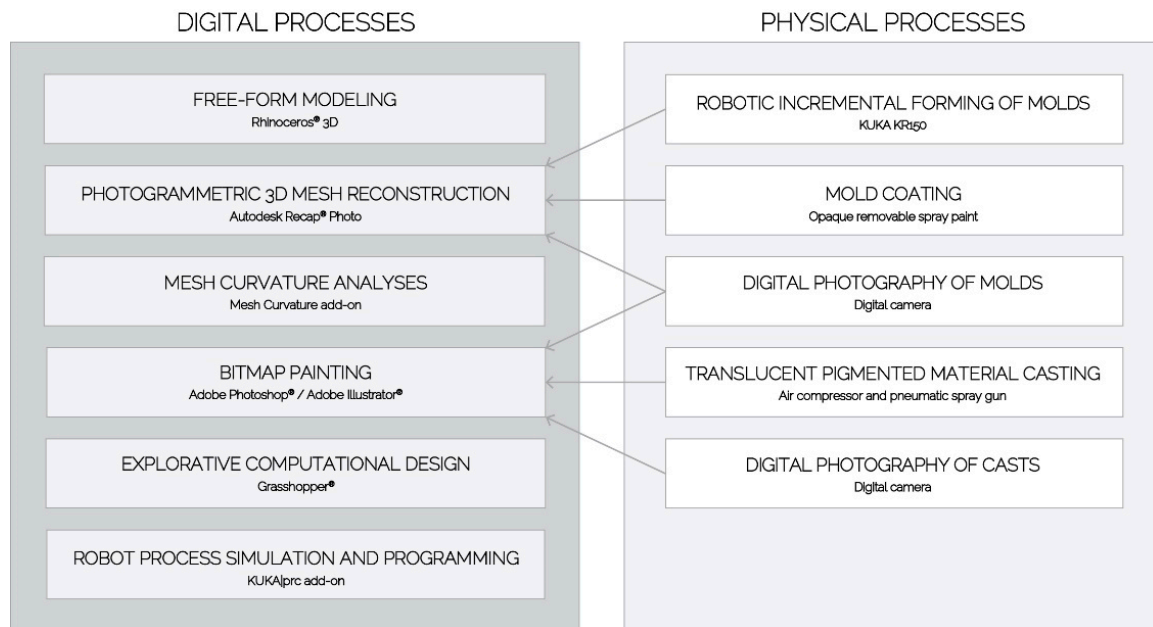 DIGITAL PROCESSES
FREE-FORM MODELING
Rhinoceros® 3D
PHOTOGRAMMETRIC 3D MESH RECONSTRUCTION
Autodesk Recap® Photo
MESH CURVATURE ANALYSES
Mesh Curvature add-on
BITMAP PAINTING
Adobe Photoshop® / Adobe Illustrator®
EXPLORATIVE COMPUTATIONAL DESIGN
Grasshopper®
ROBOT PROCESS SIMULATION AND PROGRAMMING
KUKA|prc add-on
PHYSICAL PROCESSES
ROBOTIC INCREMENTAL FORMING OF MOLDS
KUKA KR150
MOLD COATING
Opaque removable spray paint
DIGITAL PHOTOGRAPHY OF MOLDS
Digital camera
TRANSLUCENT PIGMENTED MATERIAL CASTING
Air compressor and pneumatic spray gun
DIGITAL PHOTOGRAPHY OF CASTS
Digital camera